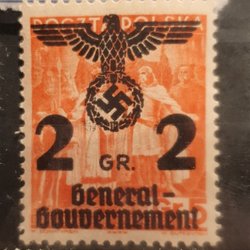 POCZTA POLSKA
2 2
GR.
General-
Gouvernement